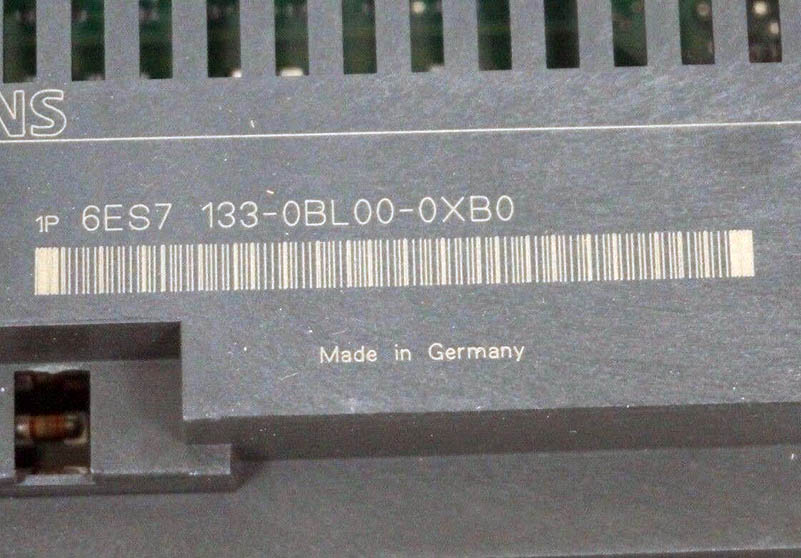 NS
1P 6ES7 133-0BL00-0XB0
Made in Germany